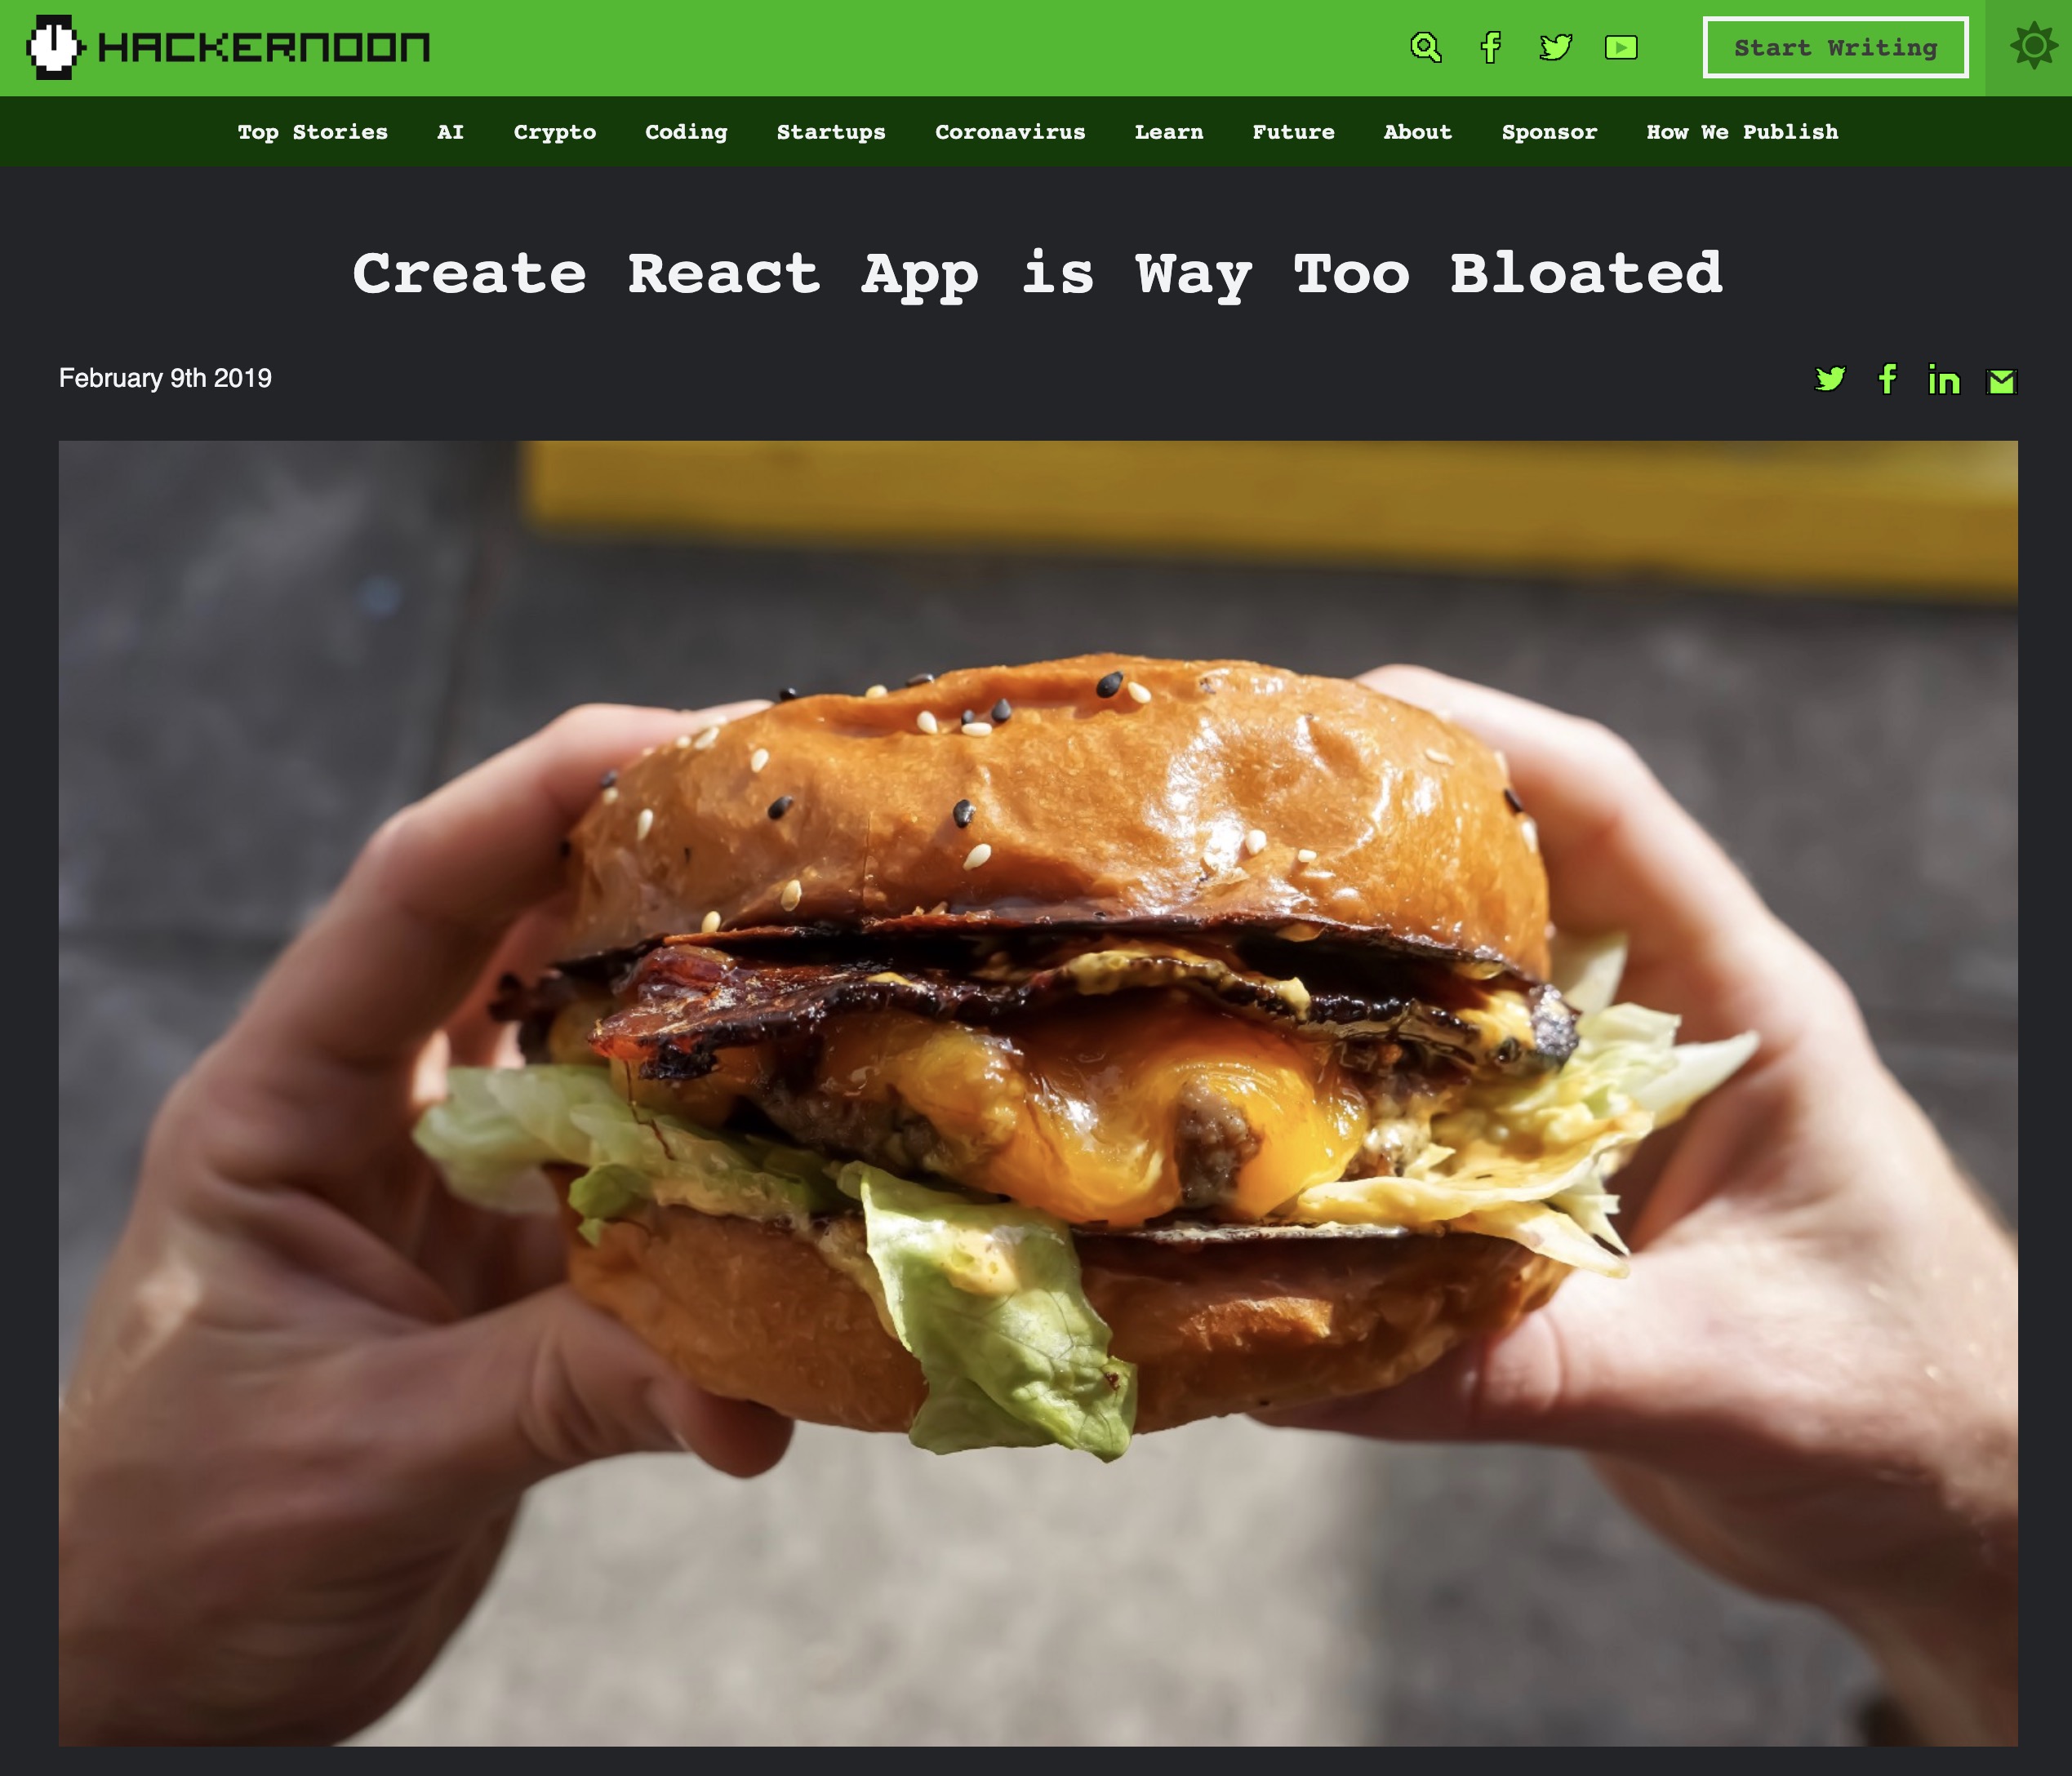 HACKERNOON
Start Writing
Top Stories AI Crypto Coding Startups Coronavirus Learn Future About Sponsor How We Publish
Create React App is Way Too Bloated
February 9th 2019